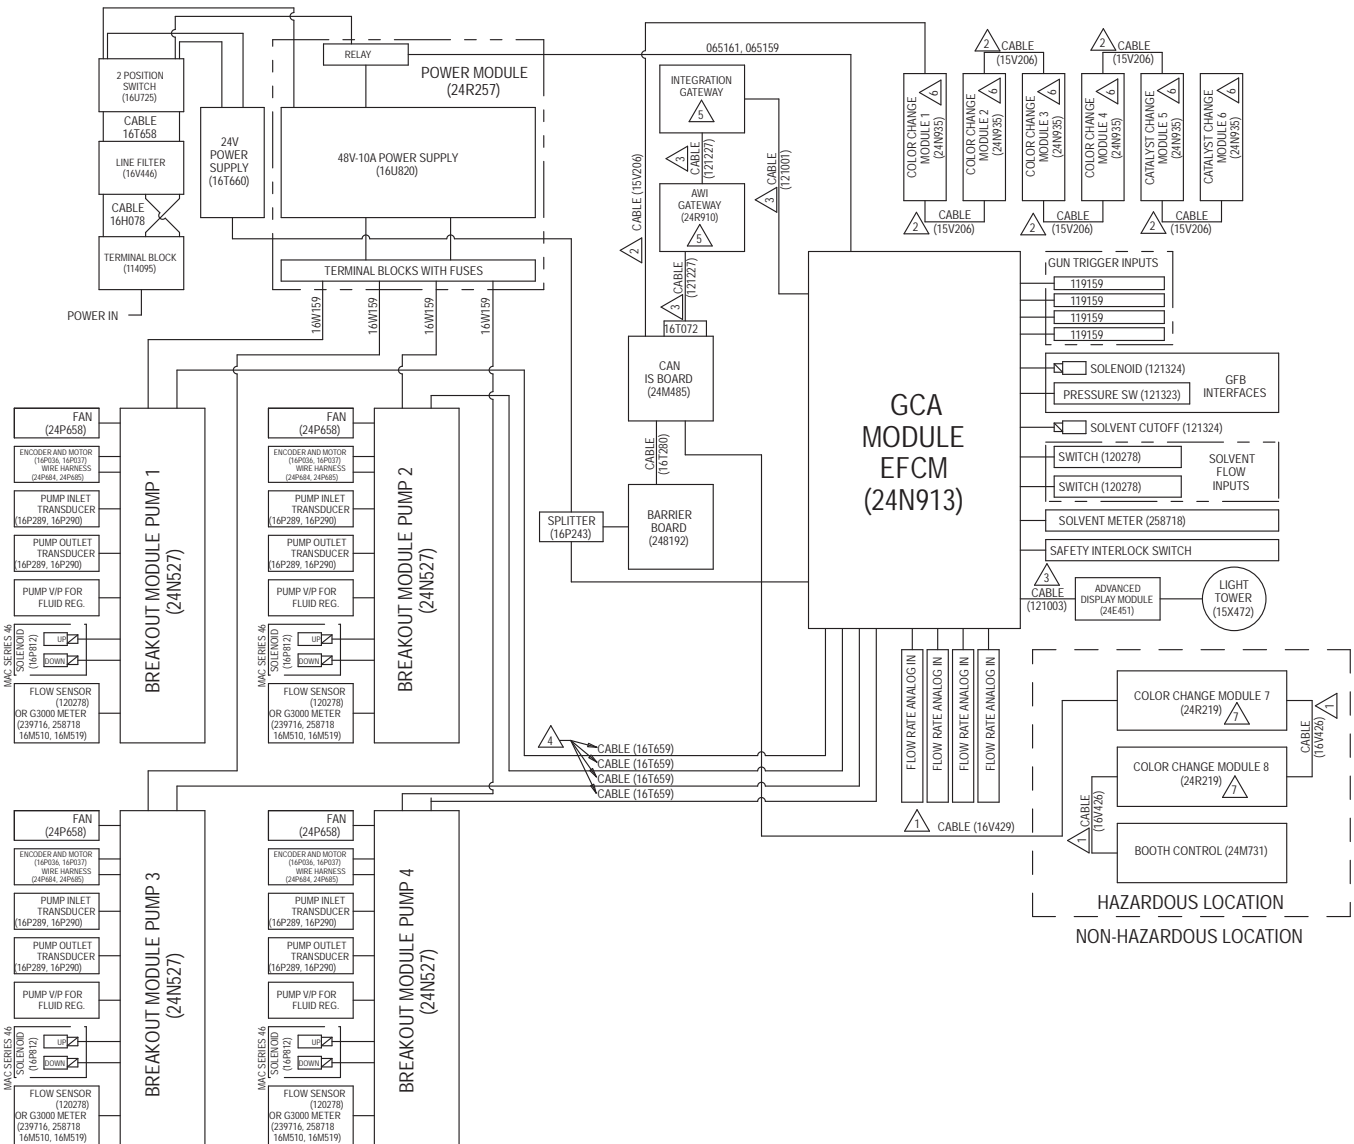 2 POSITION
SWITCH
(16U725)
CABLE
16T658
LINE FILTER
(16V446)
CABLE
16H078
TERMINAL BLOCK
(114095)
POWER IN
24V
POWER
SUPPLY
(16T660)
RELAY
POWER MODULE
(24R257)
48V-10A POWER SUPPLY
(16U820)
TERMINAL BLOCKS WITH FUSES
16W159
16W159
16W159
16W159
065161, 065159
INTEGRATION
GATEWAY
5
3
CABLE
(121227)
3
CABLE
(121001)
AWI
GATEWAY
(24R910)
5
3
CABLE
(121227)
2
CABLE (15V206)
16T072
CAN
IS BOARD
(24M485)
CABLE
(16T280)
SPLITTER
(16P243)
BARRIER
BOARD
(248192)
2
CABLE
(15V206)
2
CABLE
(15V206)
COLOR CHANGE
MODULE 1
(24N935)
6
COLOR CHANGE
MODULE 2
(24N935)
6
COLOR CHANGE
MODULE 3
(24N935)
6
COLOR CHANGE
MODULE 4
(24N935)
6
CATALYST CHANGE
MODULE 5
(24N935)
6
CATALYST CHANGE
MODULE 6
(24N935)
6
2
CABLE
(15V206)
2
CABLE
(15V206)
2
CABLE
(15V206)
GCA
MODULE
EFCM
(24N913)
GUN TRIGGER INPUTS
119159
119159
119159
119159
SOLENOID (121324)
PRESSURE SW (121323)
GFB
INTERFACES
SOLVENT CUTOFF (121324)
SWITCH (120278)
SWITCH (120278)
SOLVENT
FLOW
INPUTS
SOLVENT METER (258718)
SAFETY INTERLOCK SWITCH
3
CABLE
(121003)
ADVANCED
DISPLAY MODULE
(24E451)
LIGHT
TOWER
(15X472)
FLOW RATE ANALOG IN
FLOW RATE ANALOG IN
FLOW RATE ANALOG IN
FLOW RATE ANALOG IN
COLOR CHANGE MODULE 7
(24R219)
7
1
CABLE
(16V426)
COLOR CHANGE MODULE 8
(24R219)
7
1
CABLE
(16V426)
BOOTH CONTROL (24M731)
HAZARDOUS LOCATION
NON-HAZARDOUS LOCATION
1
CABLE (16V429)
4
CABLE (16T659)
CABLE (16T659)
CABLE (16T659)
CABLE (16T659)
FAN
(24P658)
ENCODER AND MOTOR
(16P036, 16P037)
WIRE HARNESS
(24P684, 24P685)
PUMP INLET
TRANSDUCER
(16P289, 16P290)
PUMP OUTLET
TRANSDUCER
(16P289, 16P290)
PUMP V/P FOR
FLUID REG.
MAC SERIES 46
SOLENOID
(16P812)
UP
DOWN
FLOW SENSOR
(120278)
OR G3000 METER
(239716, 258718
16M510, 16M519)
BREAKOUT MODULE PUMP 1
(24N527)
FAN
(24P658)
ENCODER AND MOTOR
(16P036, 16P037)
WIRE HARNESS
(24P684, 24P685)
PUMP INLET
TRANSDUCER
(16P289, 16P290)
PUMP OUTLET
TRANSDUCER
(16P289, 16P290)
PUMP V/P FOR
FLUID REG.
MAC SERIES 46
SOLENOID
(16P812)
UP
DOWN
FLOW SENSOR
(120278)
OR G3000 METER
(239716, 258718
16M510, 16M519)
BREAKOUT MODULE PUMP 2
(24N527)
FAN
(24P658)
ENCODER AND MOTOR
(16P036, 16P037)
WIRE HARNESS
(24P684, 24P685)
PUMP INLET
TRANSDUCER
(16P289, 16P290)
PUMP OUTLET
TRANSDUCER
(16P289, 16P290)
PUMP V/P FOR
FLUID REG.
MAC SERIES 46
SOLENOID
(16P812)
UP
DOWN
FLOW SENSOR
(120278)
OR G3000 METER
(239716, 258718
16M510, 16M519)
BREAKOUT MODULE PUMP 3
(24N527)
FAN
(24P658)
ENCODER AND MOTOR
(16P036, 16P037)
WIRE HARNESS
(24P684, 24P685)
PUMP INLET
TRANSDUCER
(16P289, 16P290)
PUMP OUTLET
TRANSDUCER
(16P289, 16P290)
PUMP V/P FOR
FLUID REG.
MAC SERIES 46
SOLENOID
(16P812)
UP
DOWN
FLOW SENSOR
(120278)
OR G3000 METER
(239716, 258718
16M510, 16M519)
BREAKOUT MODULE PUMP 4
(24N527)